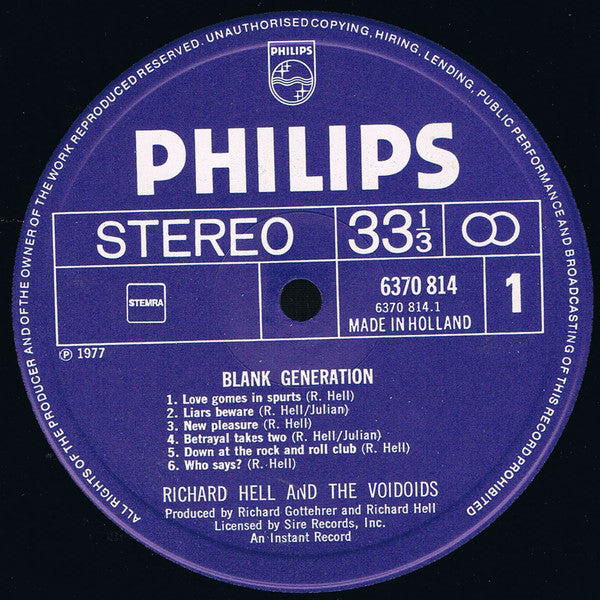 ALL RIGHTS OF THE PRODUCER AND OF THE OWNER OF THE WORK REPRODUCED RESERVED. UNAUTHORISED COPYING, HIRING, LENDING, PUBLIC PERFORMANCE AND BROADCASTING OF THIS RECORD PROHIBITED
PHILIPS
PHILIPS
STEREO 33 1/3
STEMRA
6370 814
6370 814.1
MADE IN HOLLAND
1
℗ 1977
BLANK GENERATION
1. Love gomes in spurts (R. Hell)
2. Liars beware (R. Hell/Julian)
3. New pleasure (R. Hell)
4. Betrayal takes two (R. Hell/Julian)
5. Down at the rock and roll club (R. Hell)
6. Who says? (R. Hell)
RICHARD HELL AND THE VOIDOIDS
Produced by Richard Gottehrer and Richard Hell
Licensed by Sire Records, Inc.
An Instant Record